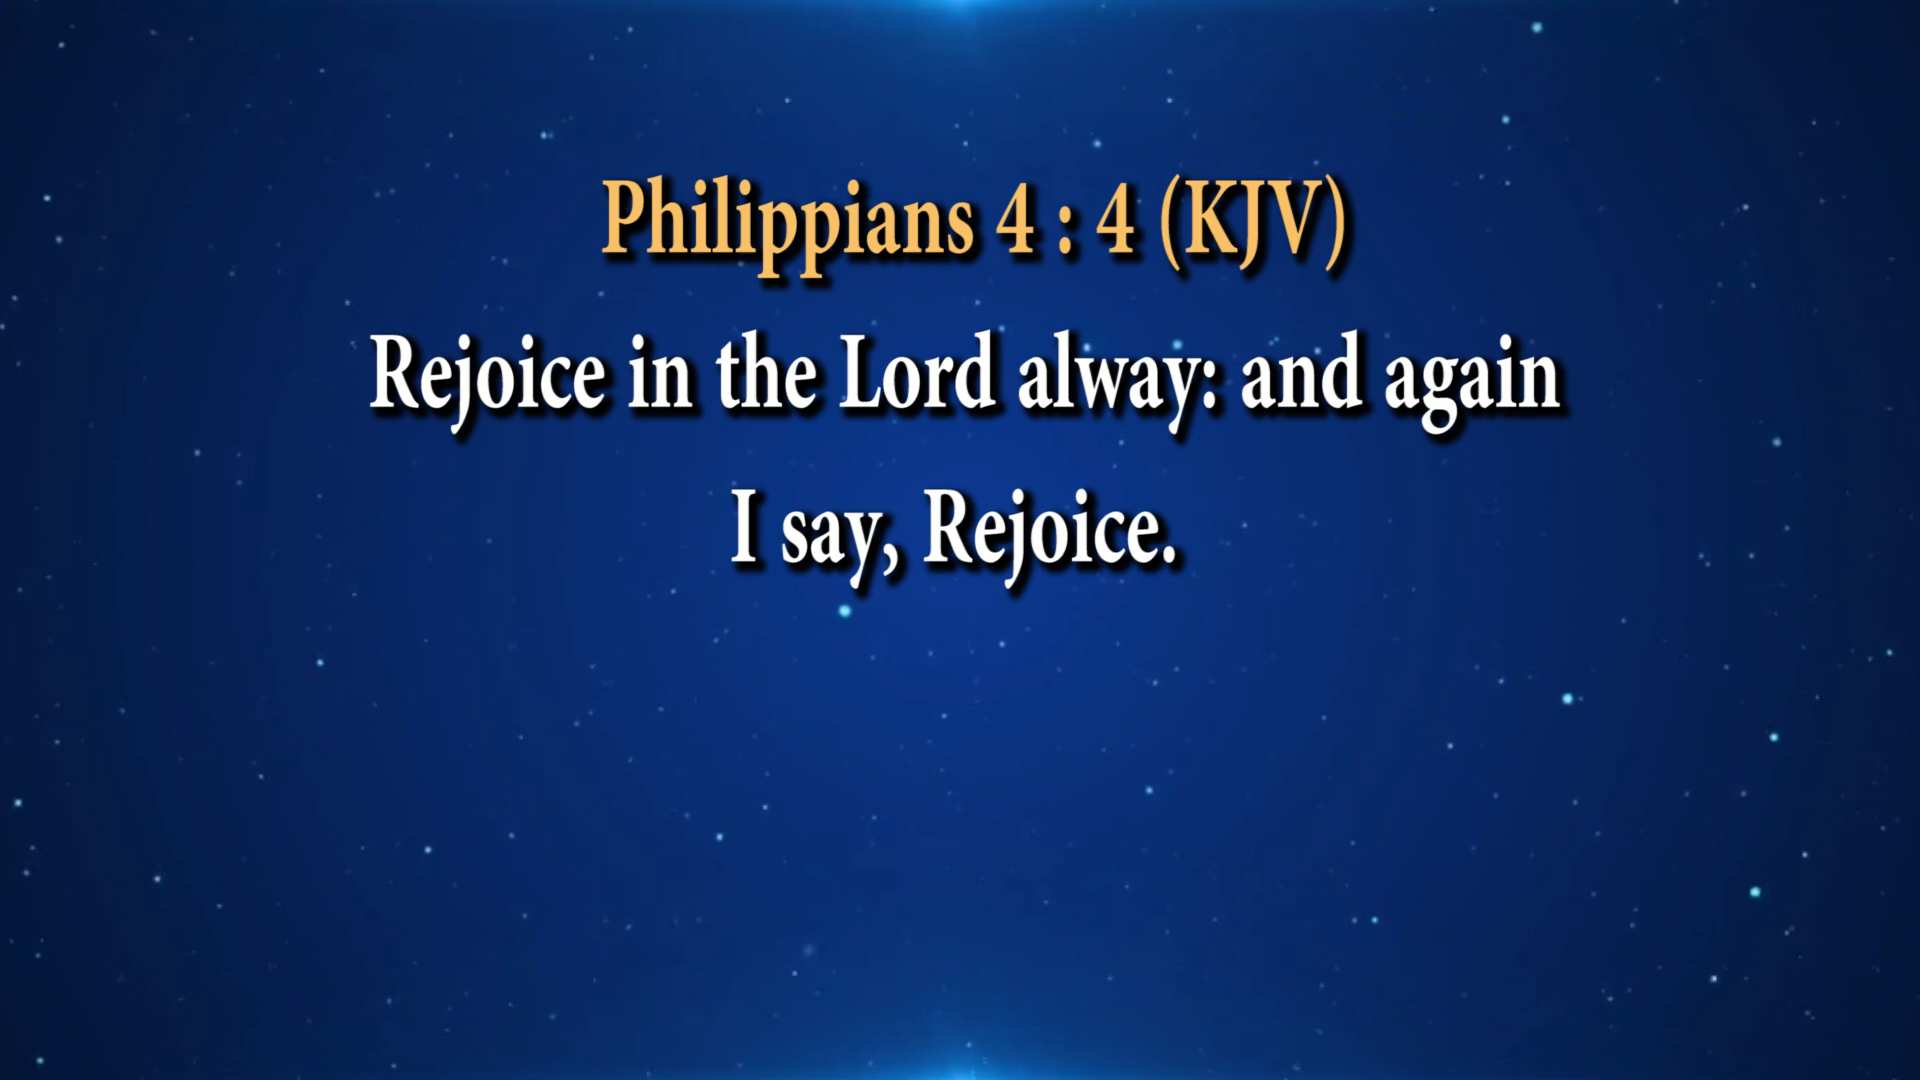 Philippians 4 : 4 (KJV)
Rejoice in the Lord alway: and again
I say, Rejoice.